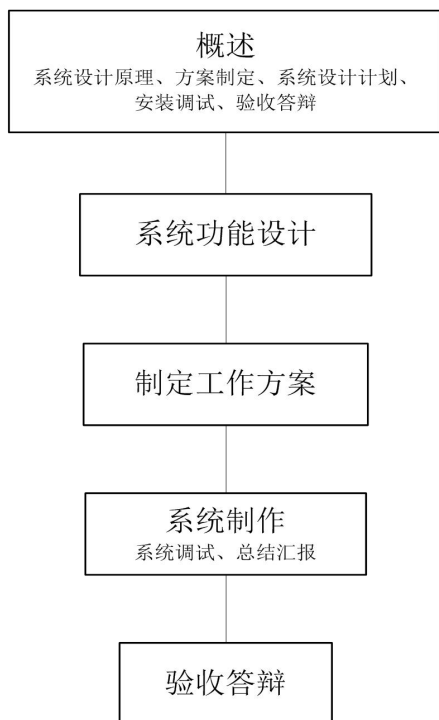 概述
系统设计原理、方案制定、系统设计计划、
安装调试、验收答辩
系统功能设计
制定工作方案
系统制作
系统调试、总结汇报
验收答辩